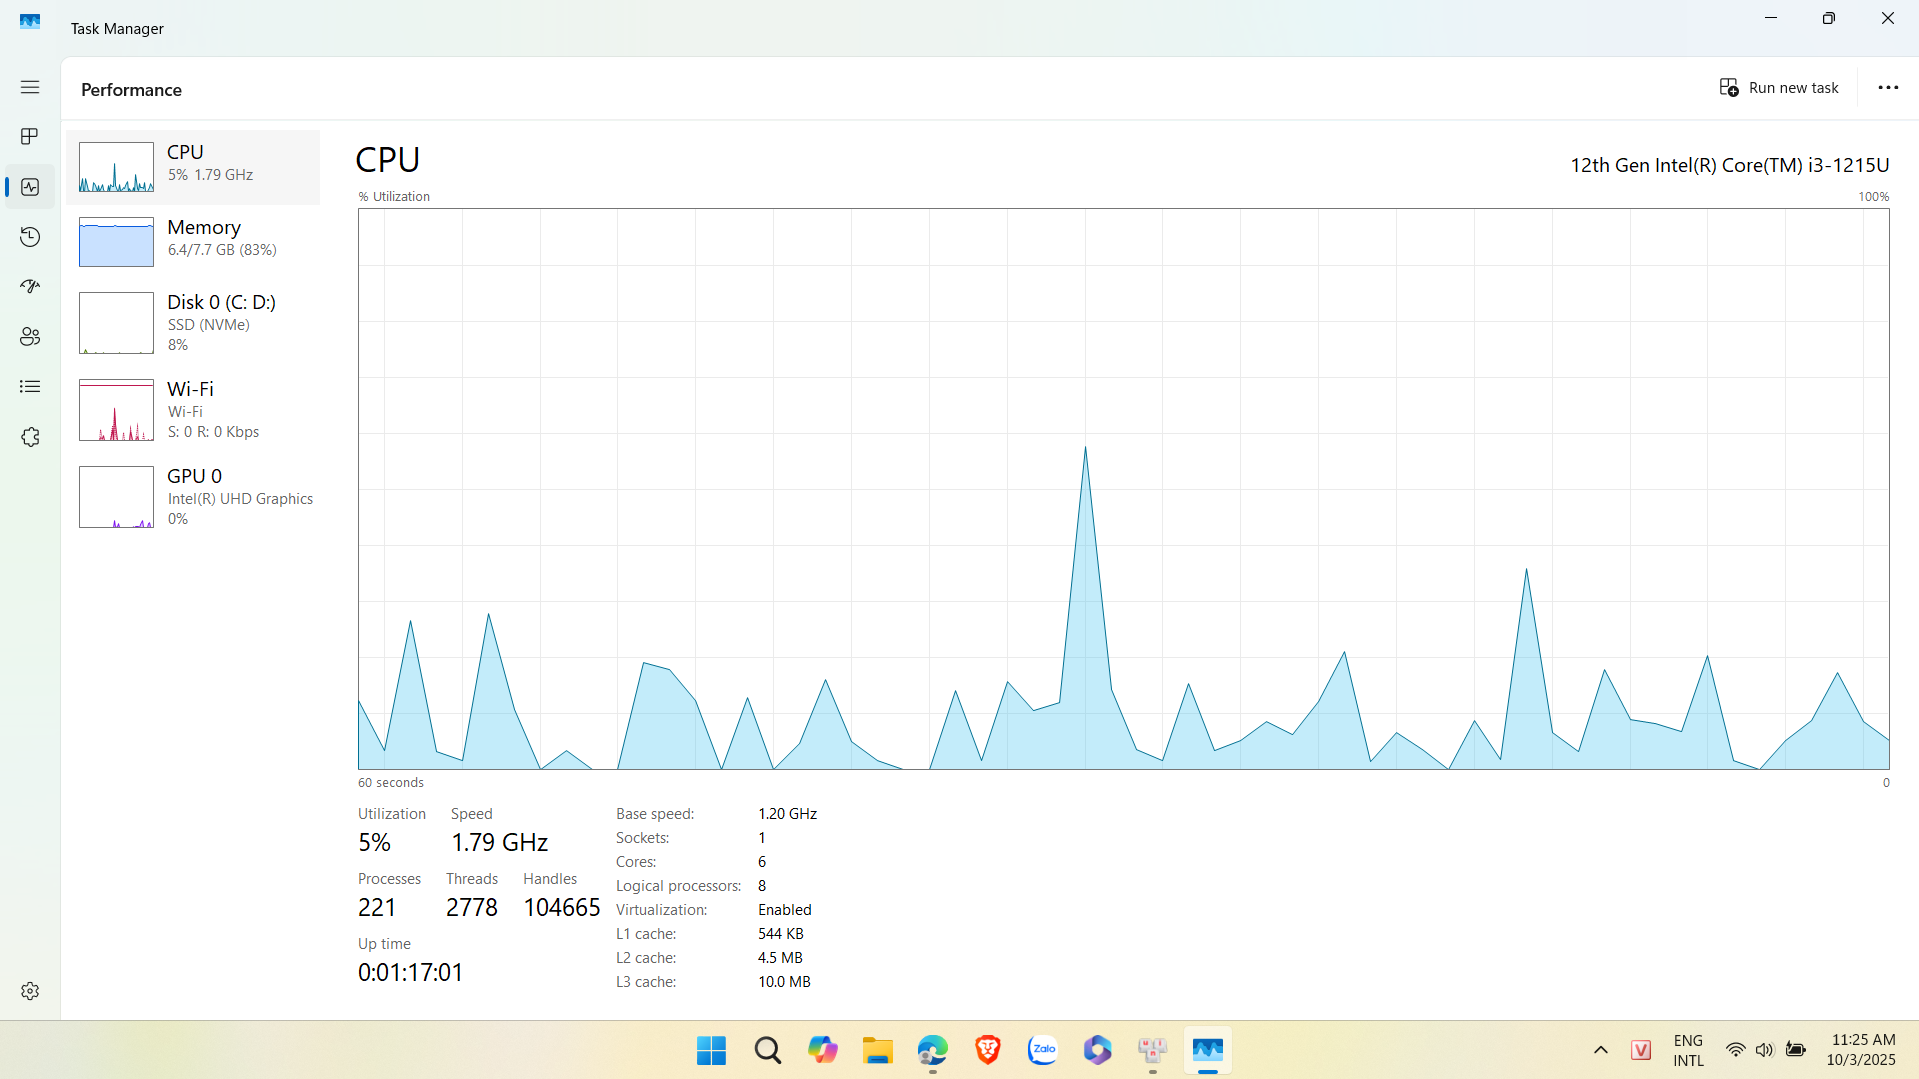 Task Manager
Performance
Run new task
CPU
5% 1.79 GHz
Memory
6.4/7.7 GB (83%)
Disk 0 (C: D:)
SSD (NVMe)
8%
Wi-Fi
Wi-Fi
S: 0 R: 0 Kbps
GPU 0
Intel(R) UHD Graphics
0%
CPU
12th Gen Intel(R) Core(TM) i3-1215U
% Utilization
100%
60 seconds
0
Utilization
5%
Speed
1.79 GHz
Processes
221
Threads
2778
Handles
104665
Up time
0:01:17:01
Base speed: 1.20 GHz
Sockets: 1
Cores: 6
Logical processors: 8
Virtualization: Enabled
L1 cache: 544 KB
L2 cache: 4.5 MB
L3 cache: 10.0 MB
Zalo
V
ENG
INTL
11:25 AM
10/3/2025